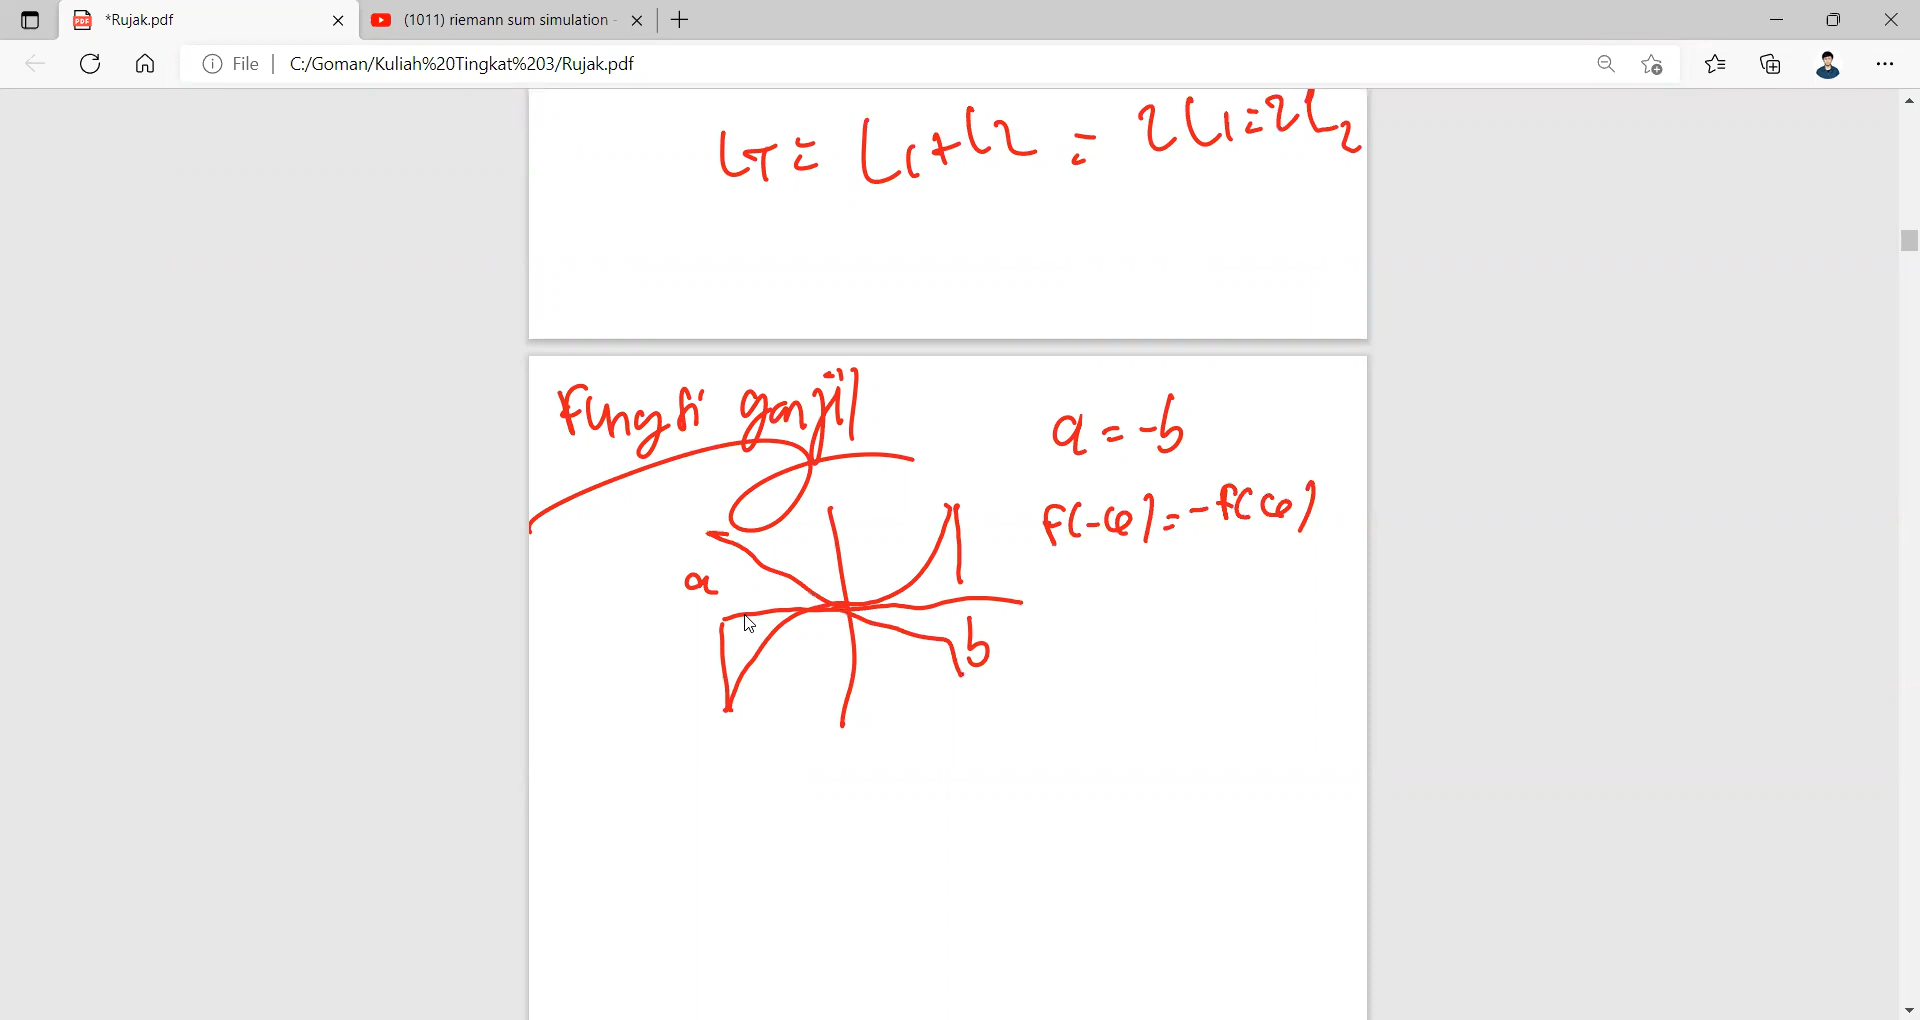 *Rujak.pdf
(1011) riemann sum simulation -
File
C:/Goman/Kuliah%20Tingkat%203/Rujak.pdf
LT = L1 + L2 = 2L1 = 2L2
Fungsi ganjil
a = -b
f(-x) = -f(x)
a
b